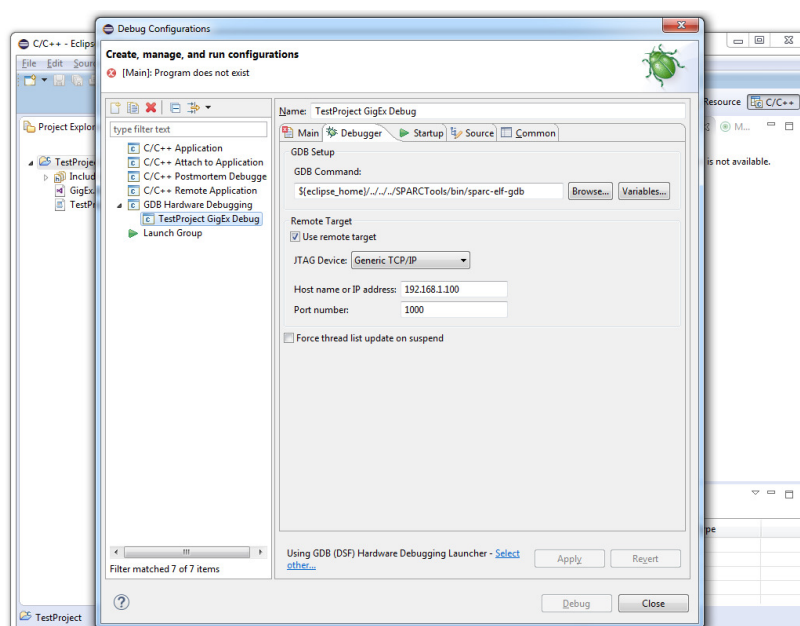 Debug Configurations
C/C++ - Eclips
File Edit Soun
Create, manage, and run configurations
[Main]: Program does not exist
Resource C/C++
Project Explor
M...
is not available.
TestProje
Includ
GigEx.
TestPr
type filter text
C/C++ Application
C/C++ Attach to Application
C/C++ Postmortem Debugge
C/C++ Remote Application
GDB Hardware Debugging
TestProject GigEx Debug
Launch Group
Filter matched 7 of 7 items
Name: TestProject GigEx Debug
Main Debugger Startup Source Common
GDB Setup
GDB Command:
${eclipse_home}/../../../SPARCTools/bin/sparc-elf-gdb Browse... Variables...
Remote Target
Use remote target
JTAG Device: Generic TCP/IP
Host name or IP address: 192.168.1.100
Port number: 1000
Force thread list update on suspend
pe
Using GDB (DSF) Hardware Debugging Launcher - Select
other...
Apply Revert
Debug Close
TestProject